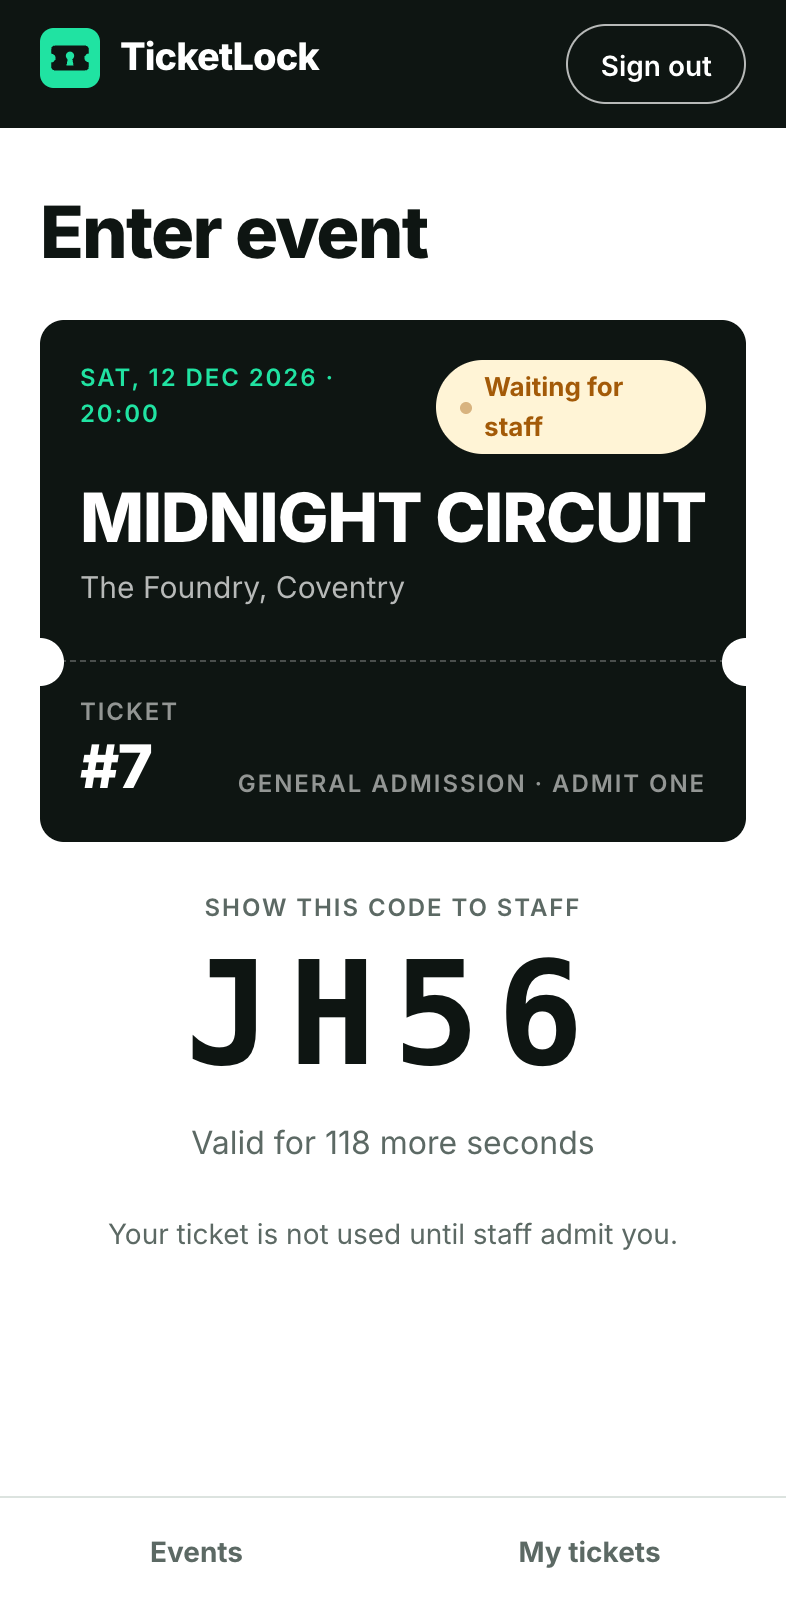 TicketLock
Sign out
Enter event
SAT, 12 DEC 2026 ·
20:00
Waiting for
staff
MIDNIGHT CIRCUIT
The Foundry, Coventry
TICKET
#7
GENERAL ADMISSION · ADMIT ONE
SHOW THIS CODE TO STAFF
JH56
Valid for 118 more seconds
Your ticket is not used until staff admit you.
Events
My tickets